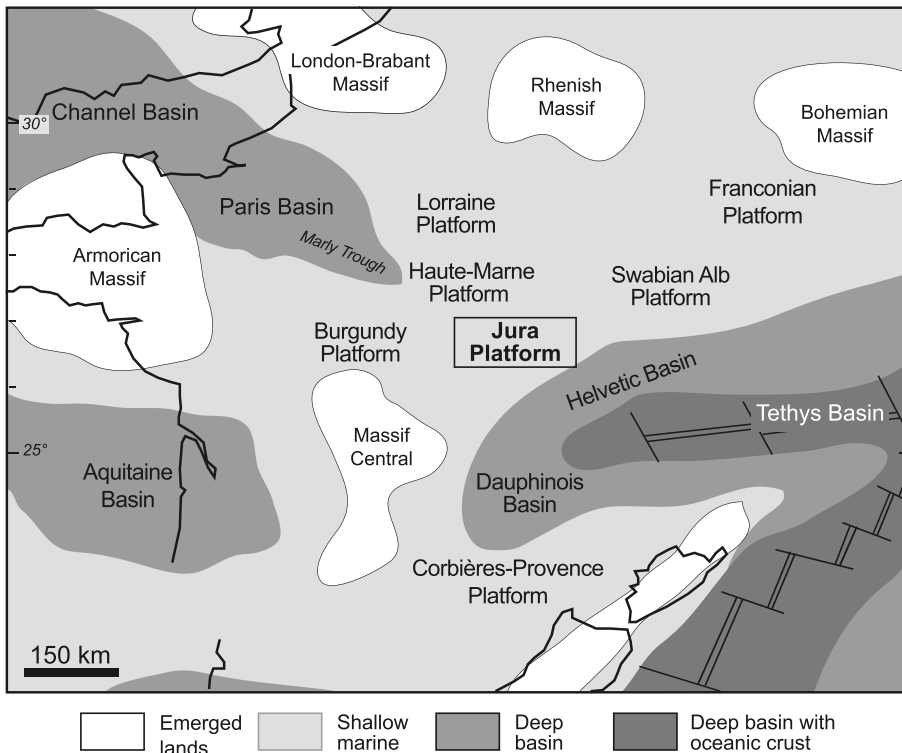 London-Brabant
Massif
Rhenish
Massif
Bohemian
Massif
Channel Basin
30°
Paris Basin
Marly Trough
Lorraine
Platform
Franconian
Platform
Armorican
Massif
Haute-Marne
Platform
Swabian Alb
Platform
Burgundy
Platform
Jura
Platform
Helvetic Basin
Tethys Basin
25°
Massif
Central
Aquitaine
Basin
Dauphinois
Basin
Corbières-Provence
Platform
150 km
Emerged
lands
Shallow
marine
Deep
basin
Deep basin with
oceanic crust